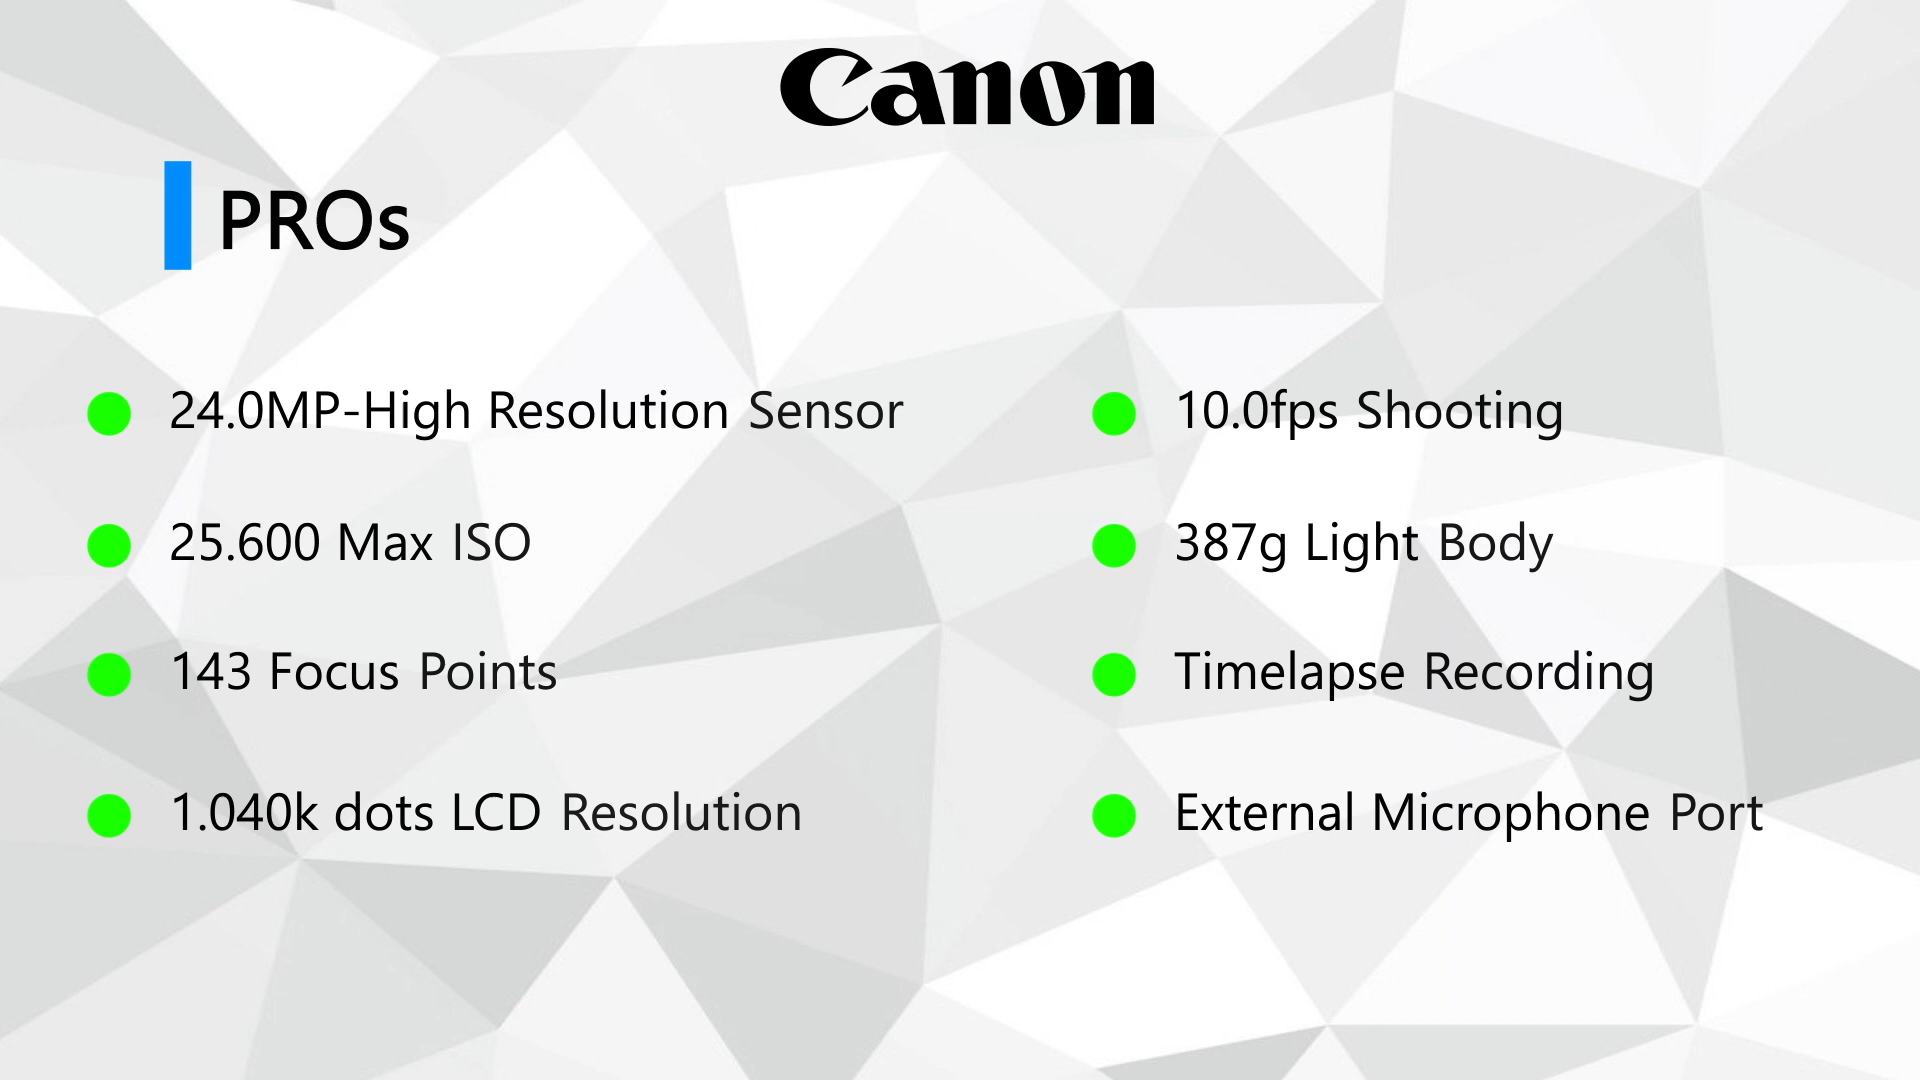 Canon
PROs
24.0MP-High Resolution Sensor
25.600 Max ISO
143 Focus Points
1.040k dots LCD Resolution
10.0fps Shooting
387g Light Body
Timelapse Recording
External Microphone Port